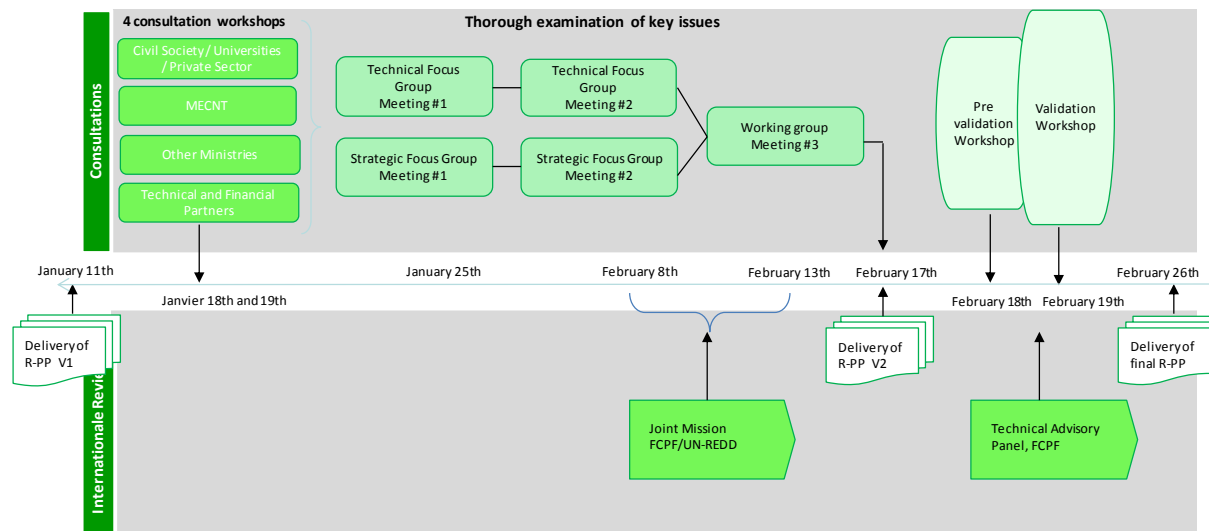 4 consultation workshops
Thorough examination of key issues
Consultations
Civil Society/ Universities
/ Private Sector
MECNT
Other Ministries
Technical and Financial
Partners
Technical Focus
Group
Meeting #1
Technical Focus
Group
Meeting #2
Strategic Focus Group
Meeting #1
Strategic Focus Group
Meeting #2
Working group
Meeting #3
Pre
validation
Workshop
Validation
Workshop
January 11th
January 25th
February 8th
February 13th
February 17th
February 26th
Janvier 18th and 19th
February 18th
February 19th
Delivery of
R-PP V1
Delivery of
R-PP V2
Delivery of
final R-PP
Internationale Revie
Joint Mission
FCPF/UN-REDD
Technical Advisory
Panel, FCPF